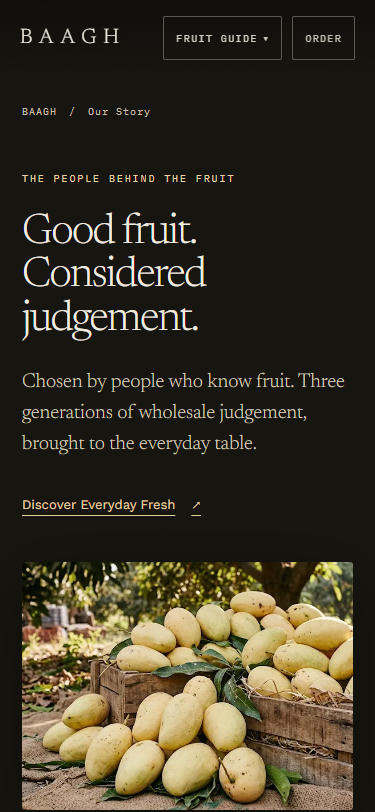 BAAGH
FRUIT GUIDE ▾
ORDER
BAAGH / Our Story
THE PEOPLE BEHIND THE FRUIT
Good fruit.
Considered
judgement.
Chosen by people who know fruit. Three
generations of wholesale judgement,
brought to the everyday table.
Discover Everyday Fresh ↗